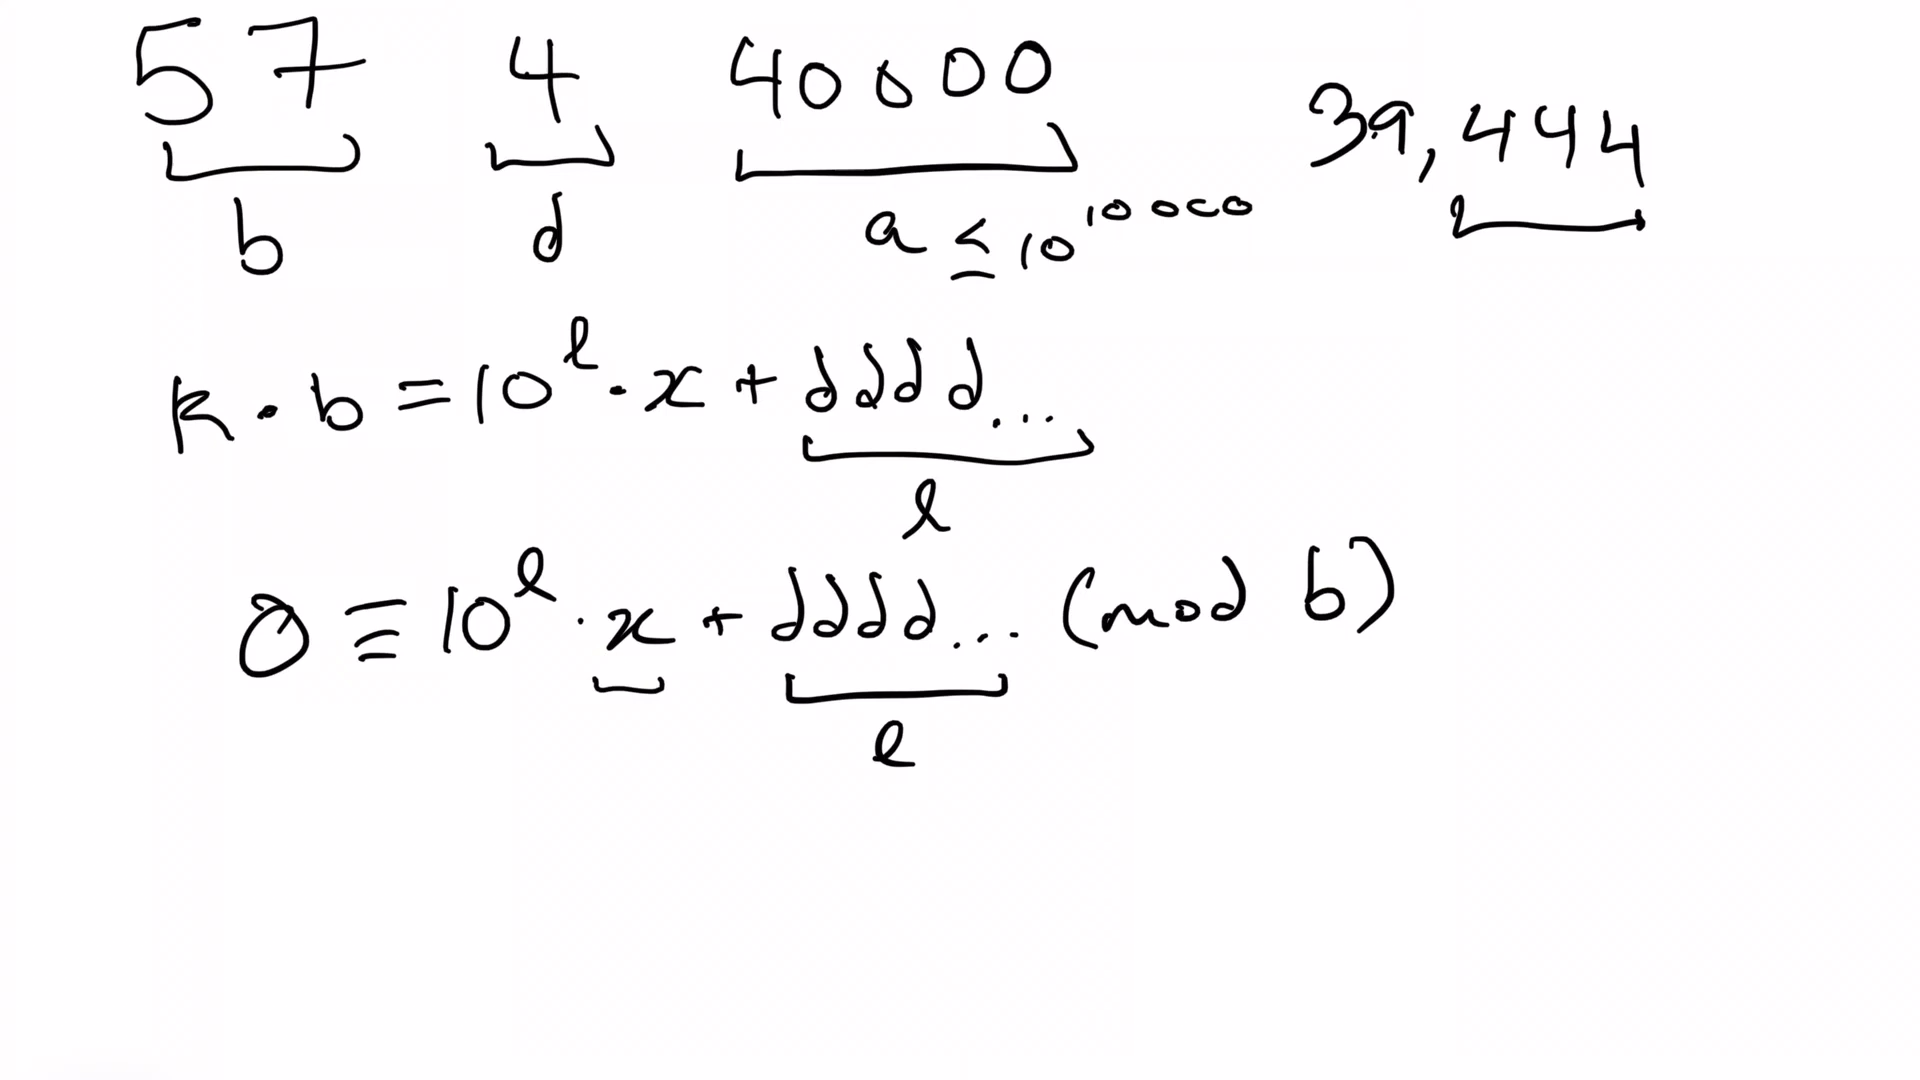 57 4 40000 39,444
b d a ≤ 10^10000
k · b = 10^l · x + dddd...
l
0 ≡ 10^l · x + dddd... (mod b)
l